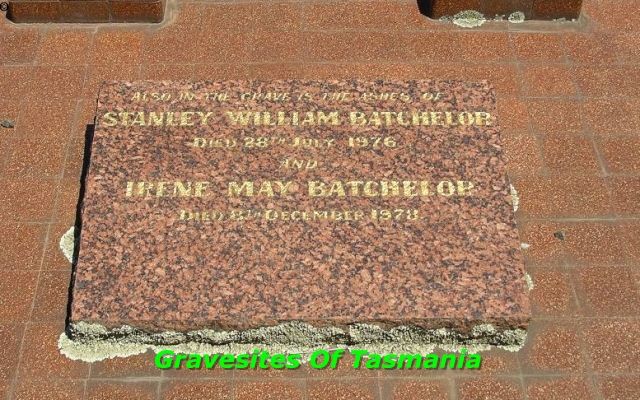 ALSO IN THE GRAVE IS THE ASHES OF
STANLEY WILLIAM BATCHELOR
DIED 28TH JULY 1976
AND
IRENE MAY BATCHELOR
DIED 8TH DECEMBER 1978
Gravesites Of Tasmania